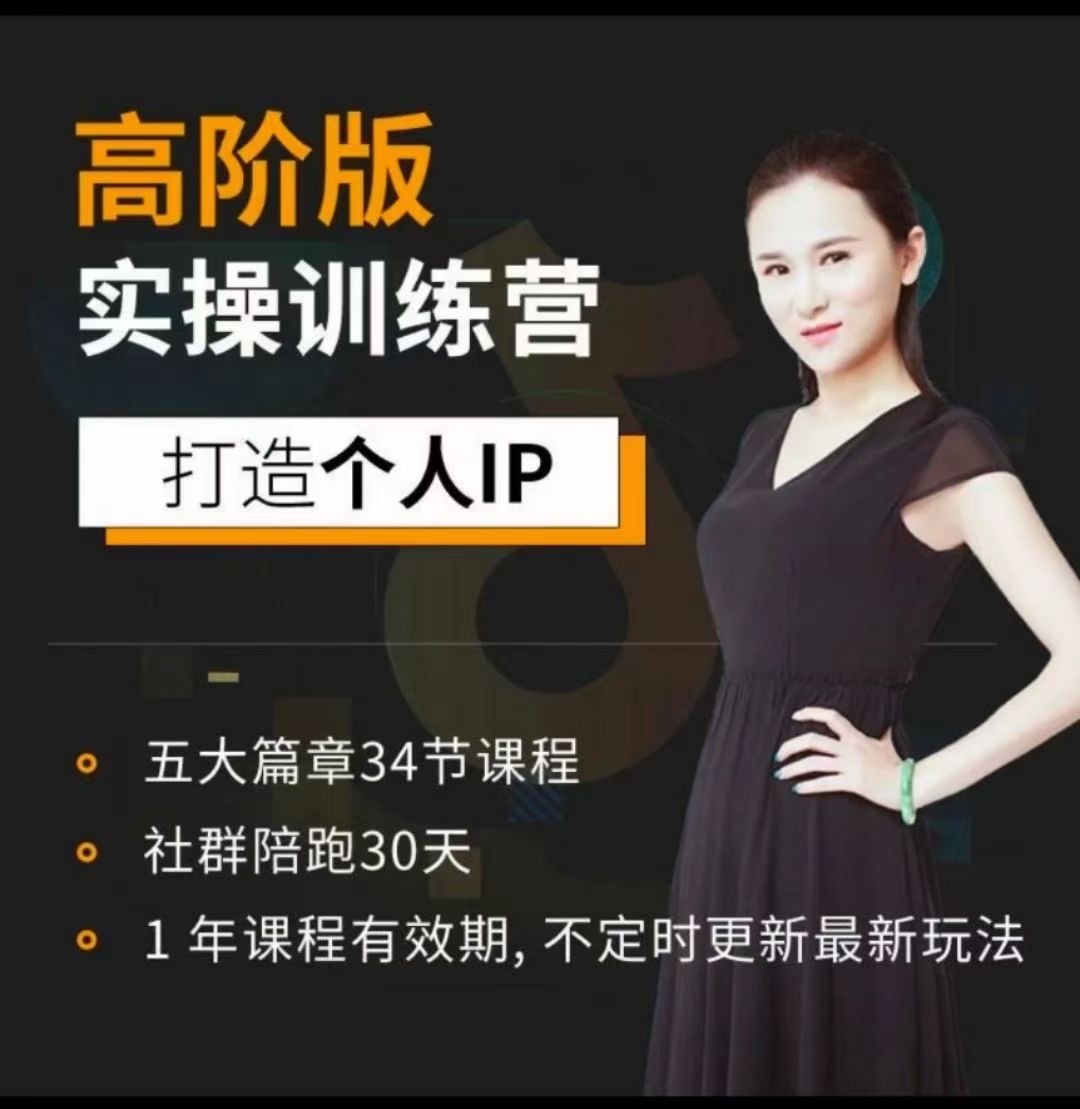 高阶版
实操训练营
打造个人IP
五大篇章34节课程
社群陪跑30天
1 年课程有效期, 不定时更新最新玩法